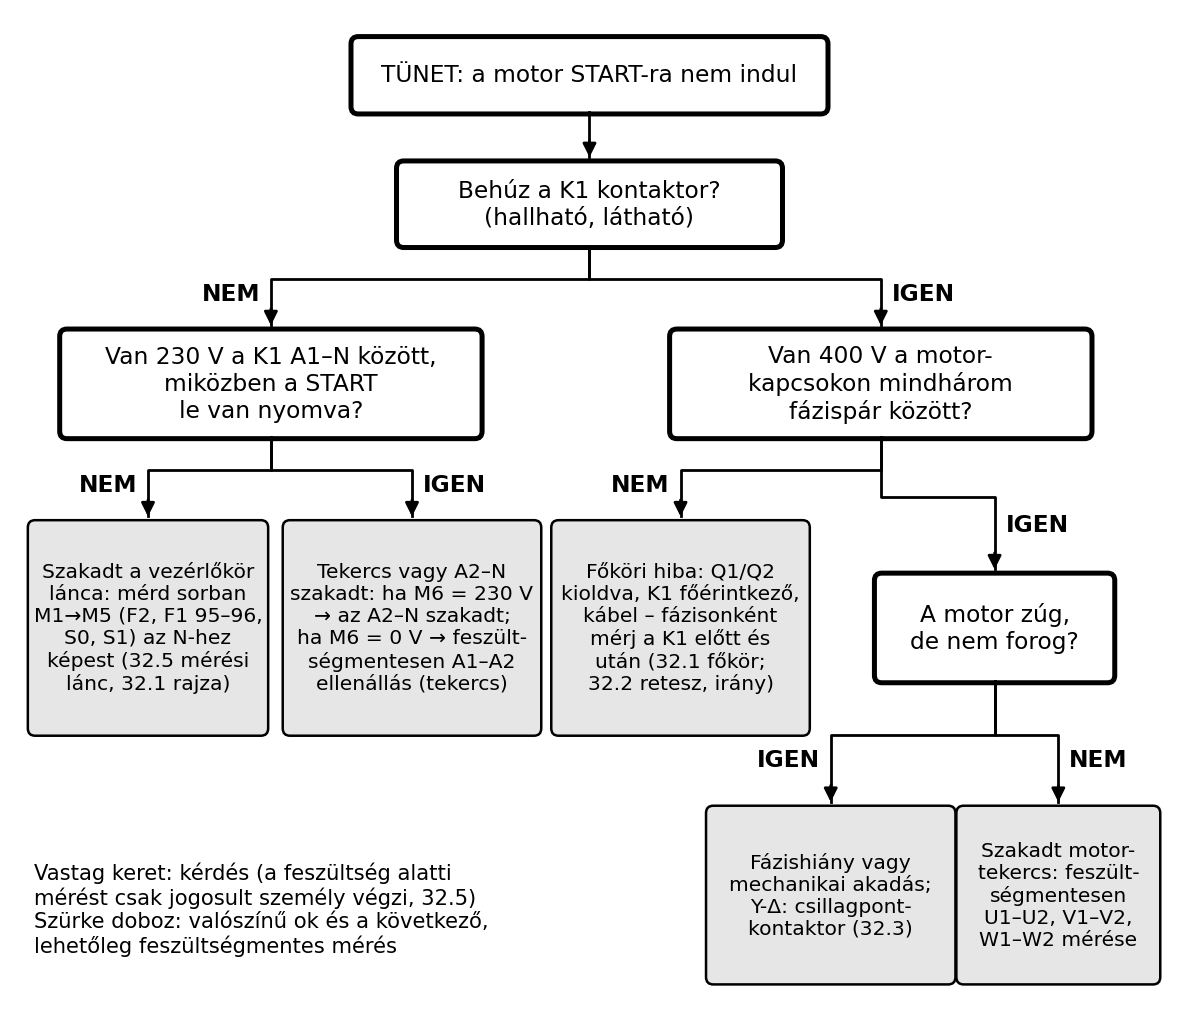 TÜNET: a motor START-ra nem indul
Behúz a K1 kontaktor?
(hallható, látható)
NEM
IGEN
Van 230 V a K1 A1–N között,
miközben a START
le van nyomva?
Van 400 V a motor-
kapcsokon mindhárom
fázispár között?
NEM
IGEN
NEM
IGEN
Szakadt a vezérlőkör
lánca: mérd sorban
M1→M5 (F2, F1 95–96,
S0, S1) az N-hez
képest (32.5 mérési
lánc, 32.1 rajza)
Tekercs vagy A2–N
szakadt: ha M6 = 230 V
→ az A2–N szakadt;
ha M6 = 0 V → feszült-
ségmentesen A1–A2
ellenállás (tekercs)
Főköri hiba: Q1/Q2
kioldva, K1 főérintkező,
kábel – fázisonként
mérj a K1 előtt és
után (32.1 főkör;
32.2 retesz, irány)
A motor zúg,
de nem forog?
IGEN
NEM
Fázishiány vagy
mechanikai akadás;
Y-Δ: csillagpont-
kontaktor (32.3)
Szakadt motor-
tekercs: feszült-
ségmentesen
U1–U2, V1–V2,
W1–W2 mérése
Vastag keret: kérdés (a feszültség alatti
mérést csak jogosult személy végzi, 32.5)
Szürke doboz: valószínű ok és a következő,
lehetőleg feszültségmentes mérés